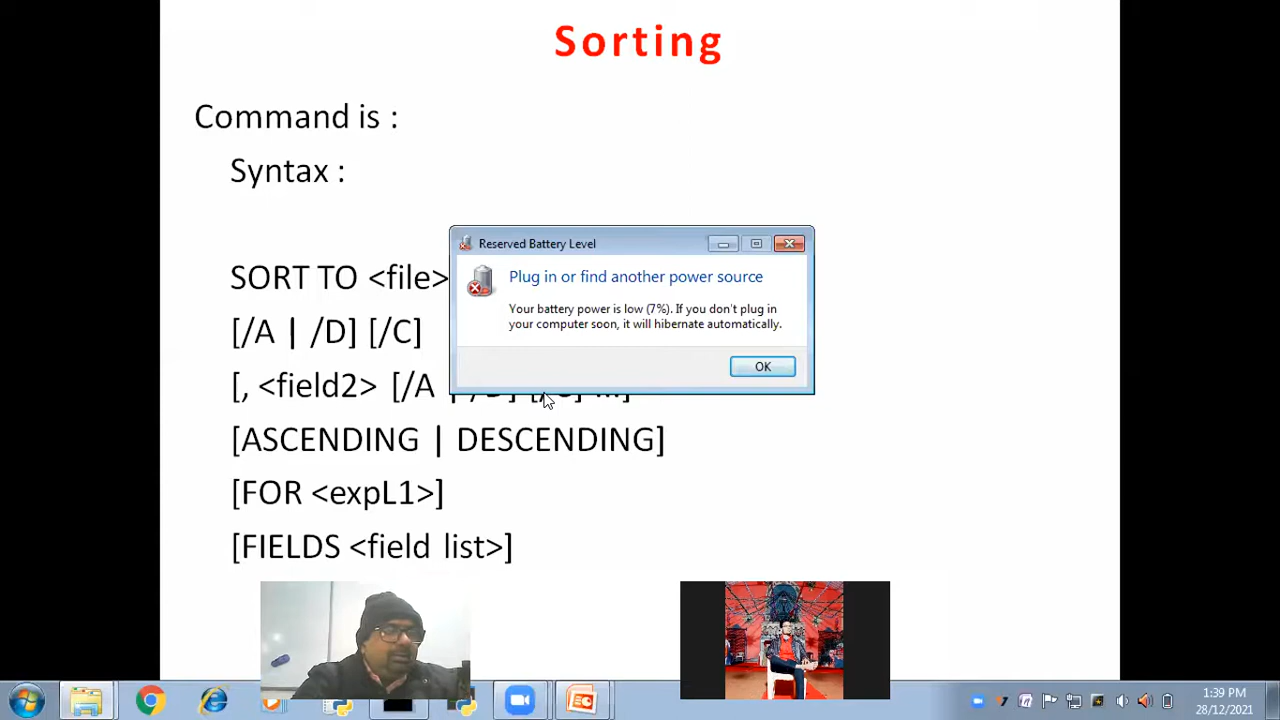 Sorting
Command is :
Syntax :
Reserved Battery Level
Plug in or find another power source
Your battery power is low (7%). If you don't plug in
your computer soon, it will hibernate automatically.
OK
SORT TO <file>
[/A | /D] [/C]
[, <field2> [/A | /D] [/C] ...]
[ASCENDING | DESCENDING]
[FOR <expL1>]
[FIELDS <field list>]
1:39 PM
28/12/2021